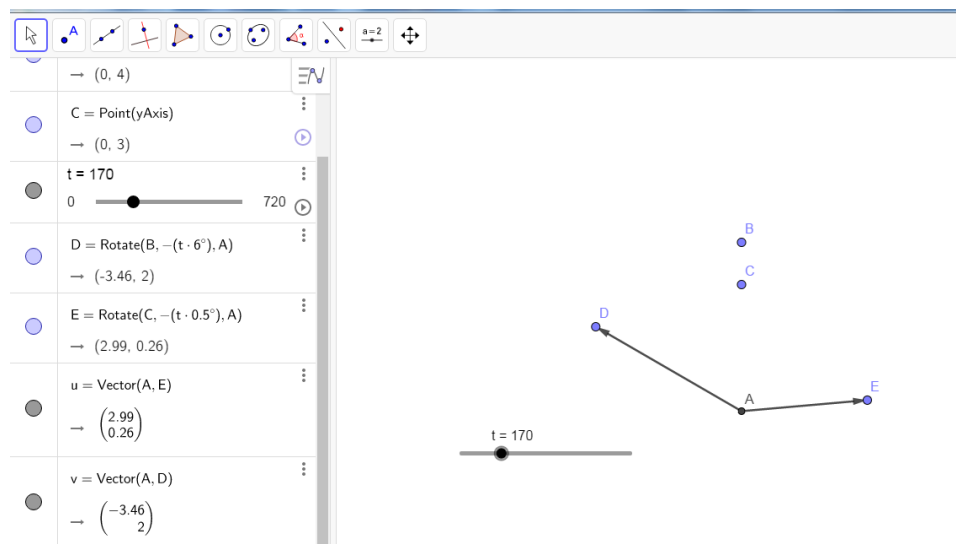 A
a=2
→ (0, 4)
C = Point(yAxis)
→ (0, 3)
t = 170
0 720
D = Rotate(B, −(t · 6°), A)
→ (-3.46, 2)
E = Rotate(C, −(t · 0.5°), A)
→ (2.99, 0.26)
u = Vector(A, E)
→ (2.99
0.26)
v = Vector(A, D)
→ (−3.46
2)
B
C
D
A
E
t = 170